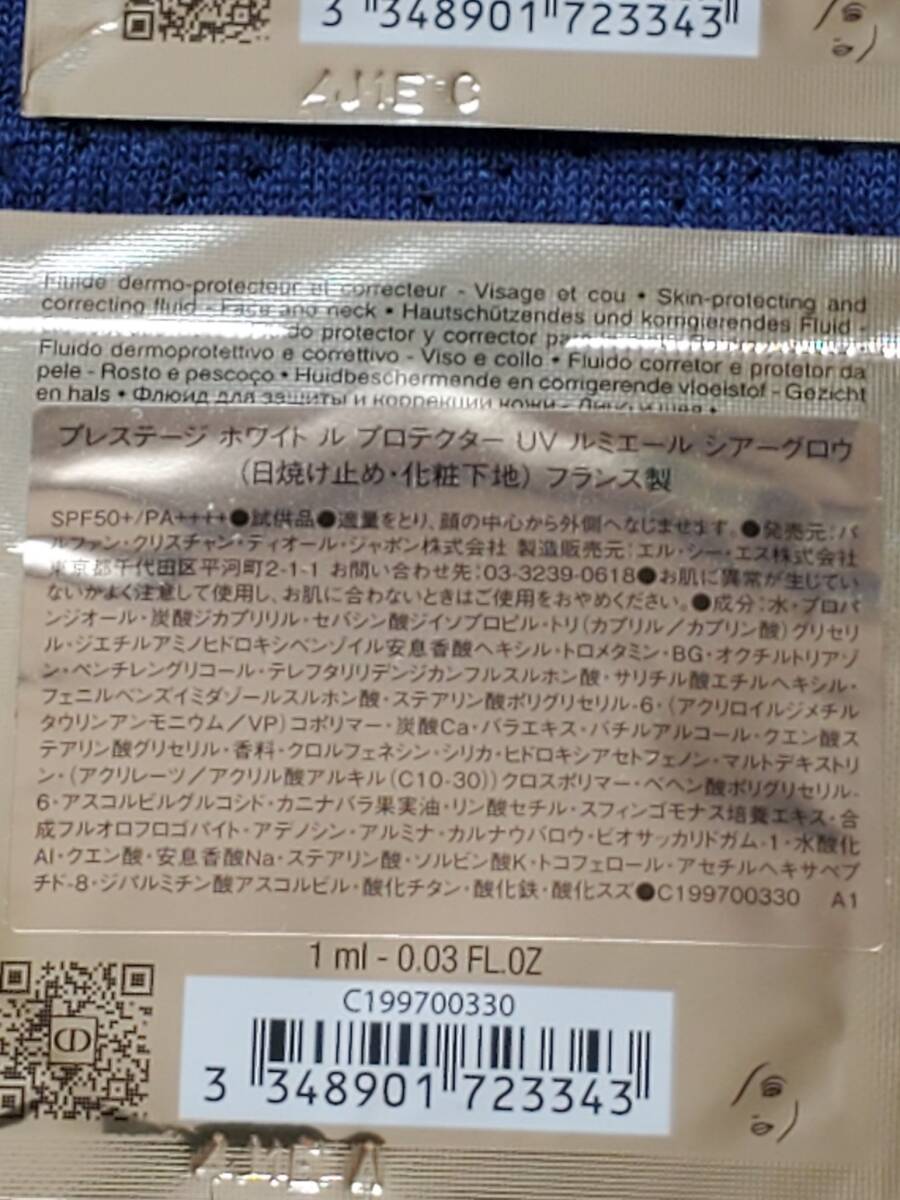 3 348901 723343
Fluide dermo-protecteur et correcteur - Visage et cou • Skin-protecting and
correcting fluid - Face and neck • Hautschützendes und korrigierendes Fluid -
protector y corrector
Fluido dermoprotettivo e correttivo - Viso e collo • Fluido corretor e protetor da
pele - Rosto e pescoço • Huidbeschermende en corrigerende vloeistof - Gezicht
en hals • Флюид для защиты и коррекции кожи -
プレステージ ホワイト ル プロテクター UV ルミエール シアーグロウ
(日焼け止め・化粧下地) フランス製
SPF50+/PA++++●試供品●適量をとり、顔の中心から外側へなじませます。●発売元:パ
ルファン・クリスチャン・ディオール・ジャポン株式会社 製造販売元:エル・シー・エス株式会社
東京都千代田区平河町2-1-1 お問い合わせ先:03-3239-0618●お肌に異常が生じてい
ないかよく注意して使用し、お肌に合わないときはご使用をおやめください。●成分:水・プロパ
ンジオール・炭酸ジカプリリル・セバシン酸ジイソプロピル・トリ(カプリル/カプリン酸)グリセリ
ル・ジエチルアミノヒドロキシベンゾイル安息香酸ヘキシル・トロメタミン・BG・オクチルトリアゾ
ン・ペンチレングリコール・テレフタリリデンジカンフルスルホン酸・サリチル酸エチルヘキシル・
フェニルベンズイミダゾールスルホン酸・ステアリン酸ポリグリセリル-6・(アクリロイルジメチル
タウリンアンモニウム/VP)コポリマー・炭酸Ca・バラエキス・バチルアルコール・クエン酸ス
テアリン酸グリセリル・香料・クロルフェネシン・シリカ・ヒドロキシアセトフェノン・マルトデキストリ
ン・(アクリレーツ/アクリル酸アルキル(C10-30))クロスポリマー・ベヘン酸ポリグリセリル-
6・アスコルビルグルコシド・カニナバラ果実油・リン酸セチル・スフィンゴモナス培養エキス・合
成フルオロフロゴパイト・アデノシン・アルミナ・カルナウバロウ・ビオサッカリドガム-1・水酸化
Al・クエン酸・安息香酸Na・ステアリン酸・ソルビン酸K・トコフェロール・アセチルヘキサペプ
チド-8・ジパルミチン酸アスコルビル・酸化チタン・酸化鉄・酸化スズ●C199700330 A1
1 ml - 0.03 FL.OZ
C199700330
3 348901 723343